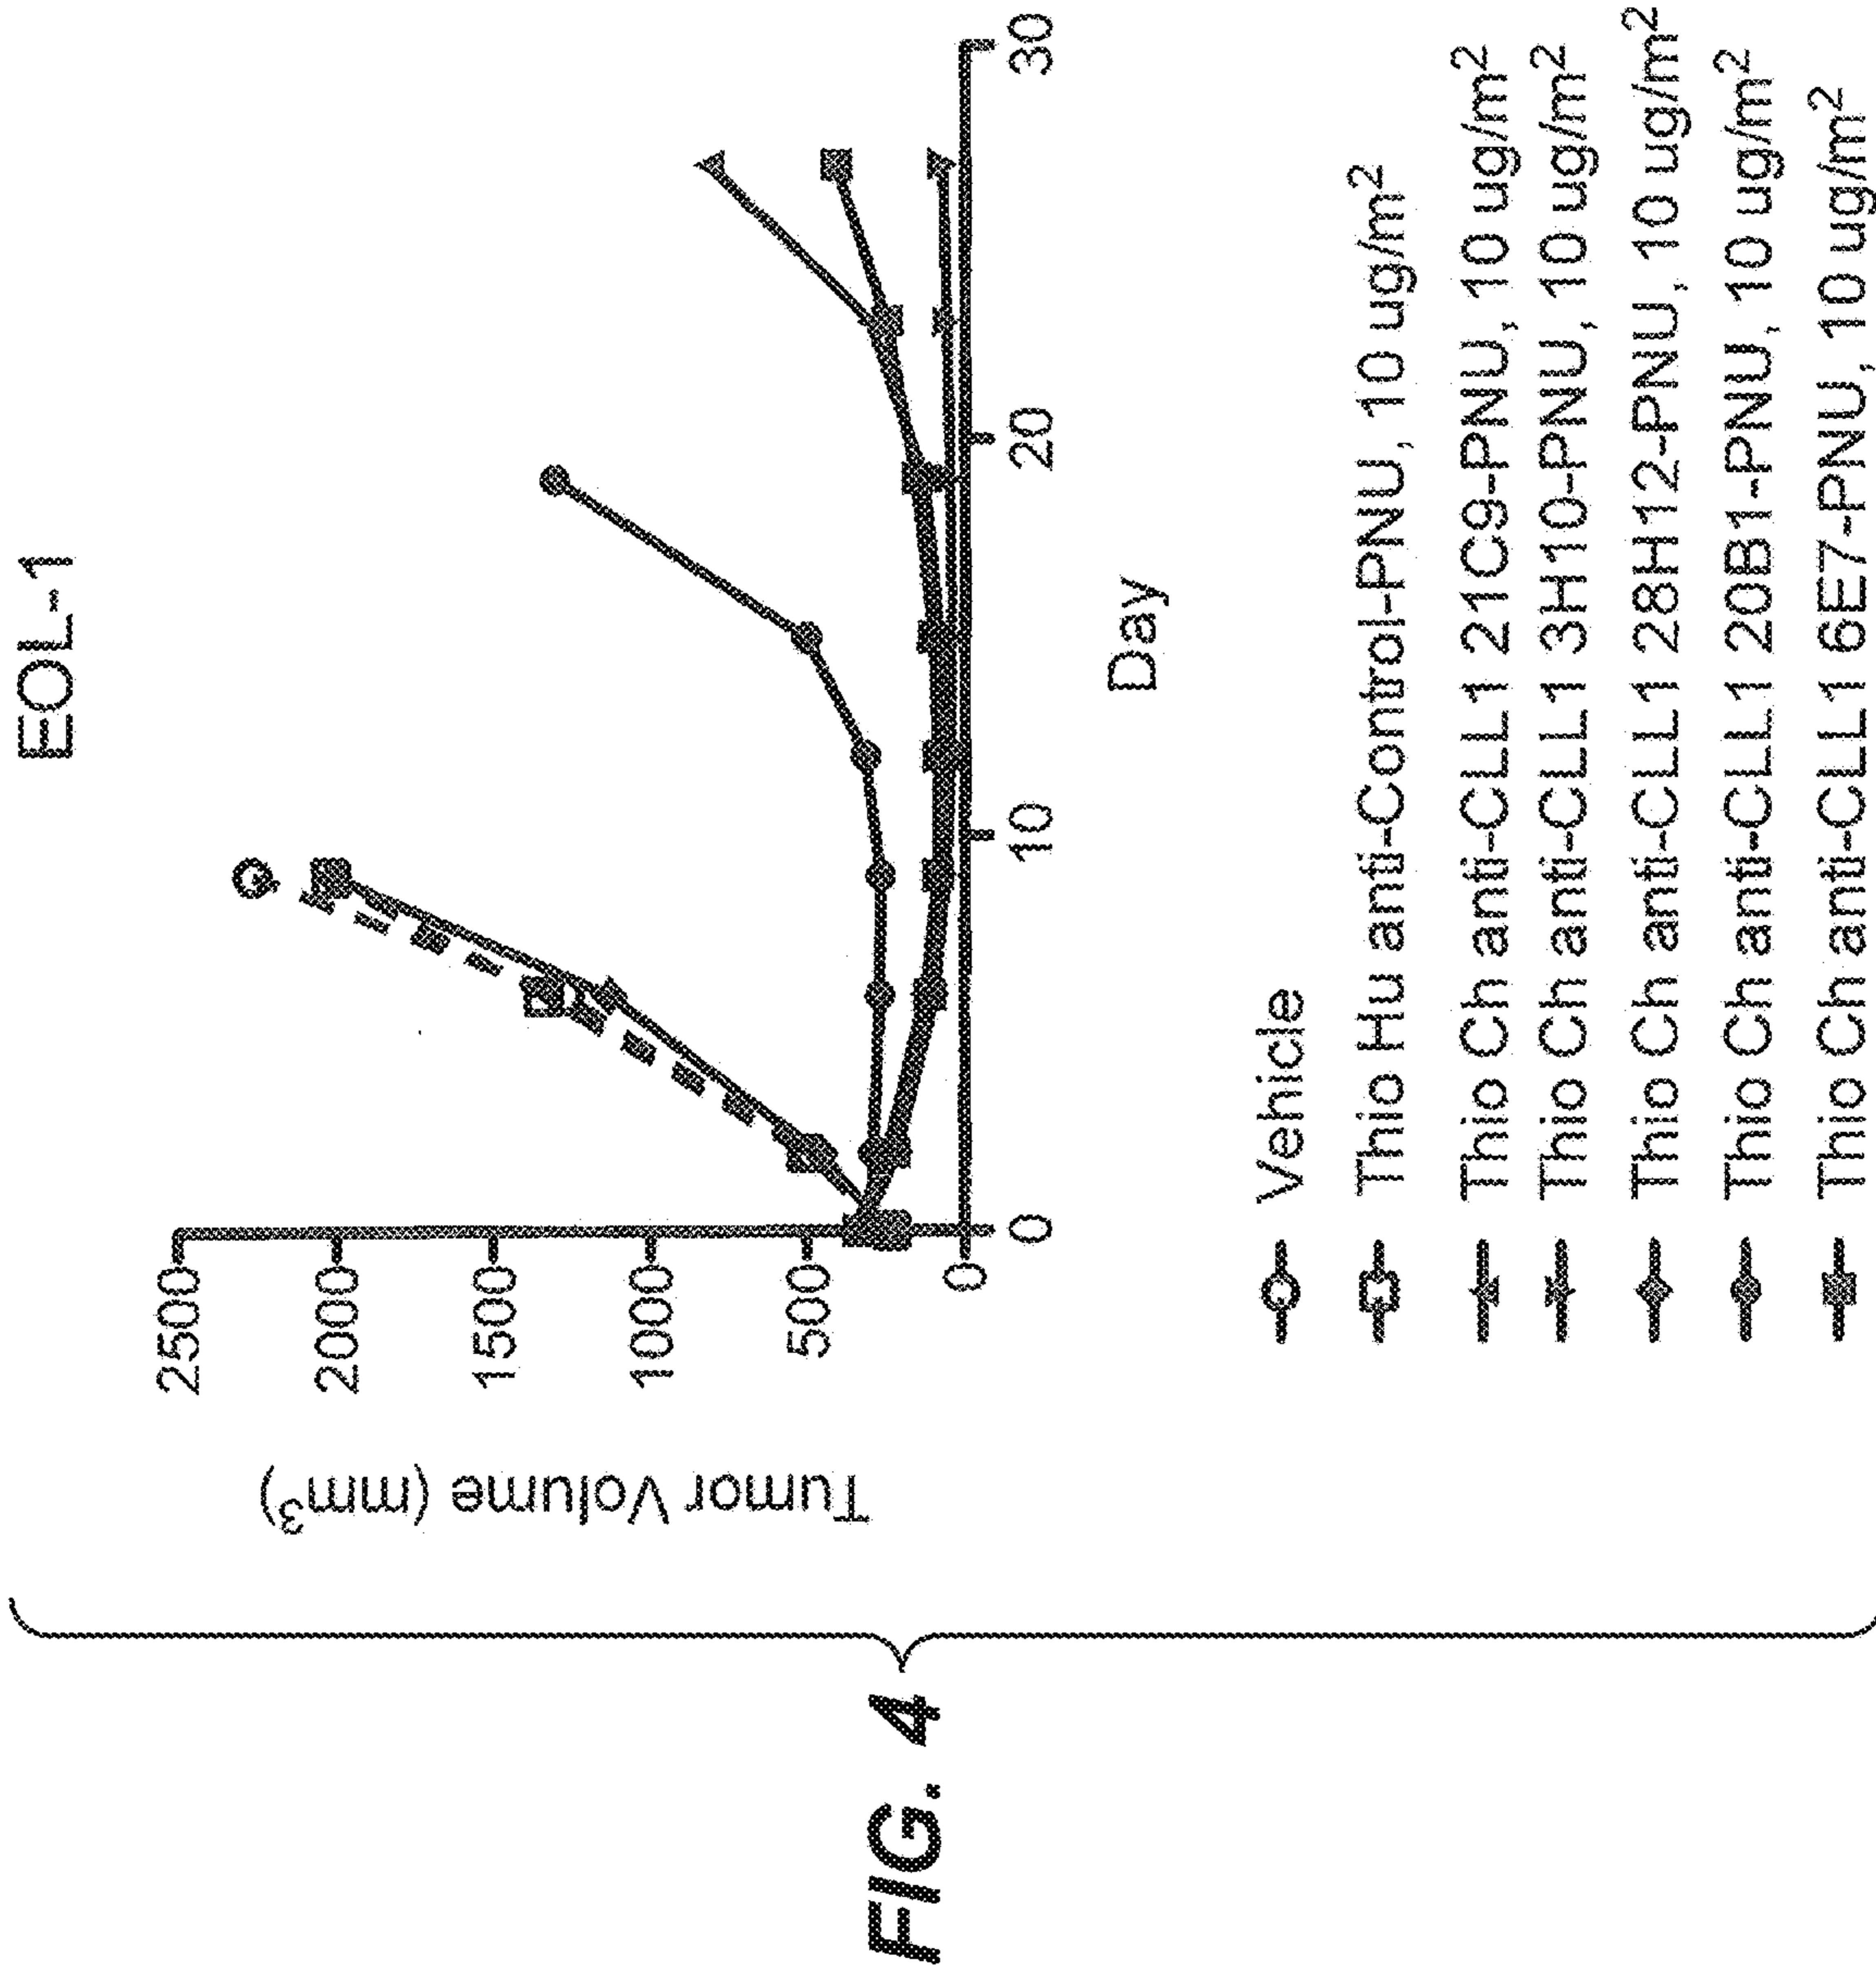 FIG. 4
EOL-1
Tumor Volume (mm³)
2500
2000
1500
1000
500
0
0 10 20 30
Day
Vehicle
Thio Hu anti-Control-PNU, 10 ug/m²
Thio Ch anti-CLL1 21C9-PNU, 10 ug/m²
Thio Ch anti-CLL1 3H10-PNU, 10 ug/m²
Thio Ch anti-CLL1 28H12-PNU, 10 ug/m²
Thio Ch anti-CLL1 20B1-PNU, 10 ug/m²
Thio Ch anti-CLL1 6E7-PNU, 10 ug/m²